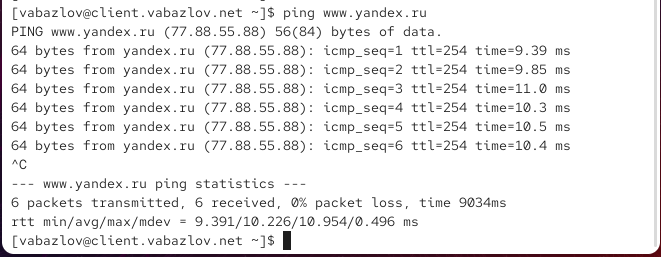 [vabazlov@client.vabazlov.net ~]$ ping www.yandex.ru
PING www.yandex.ru (77.88.55.88) 56(84) bytes of data.
64 bytes from yandex.ru (77.88.55.88): icmp_seq=1 ttl=254 time=9.39 ms
64 bytes from yandex.ru (77.88.55.88): icmp_seq=2 ttl=254 time=9.85 ms
64 bytes from yandex.ru (77.88.55.88): icmp_seq=3 ttl=254 time=11.0 ms
64 bytes from yandex.ru (77.88.55.88): icmp_seq=4 ttl=254 time=10.3 ms
64 bytes from yandex.ru (77.88.55.88): icmp_seq=5 ttl=254 time=10.5 ms
64 bytes from yandex.ru (77.88.55.88): icmp_seq=6 ttl=254 time=10.4 ms
^C
--- www.yandex.ru ping statistics ---
6 packets transmitted, 6 received, 0% packet loss, time 9034ms
rtt min/avg/max/mdev = 9.391/10.226/10.954/0.496 ms
[vabazlov@client.vabazlov.net ~]$